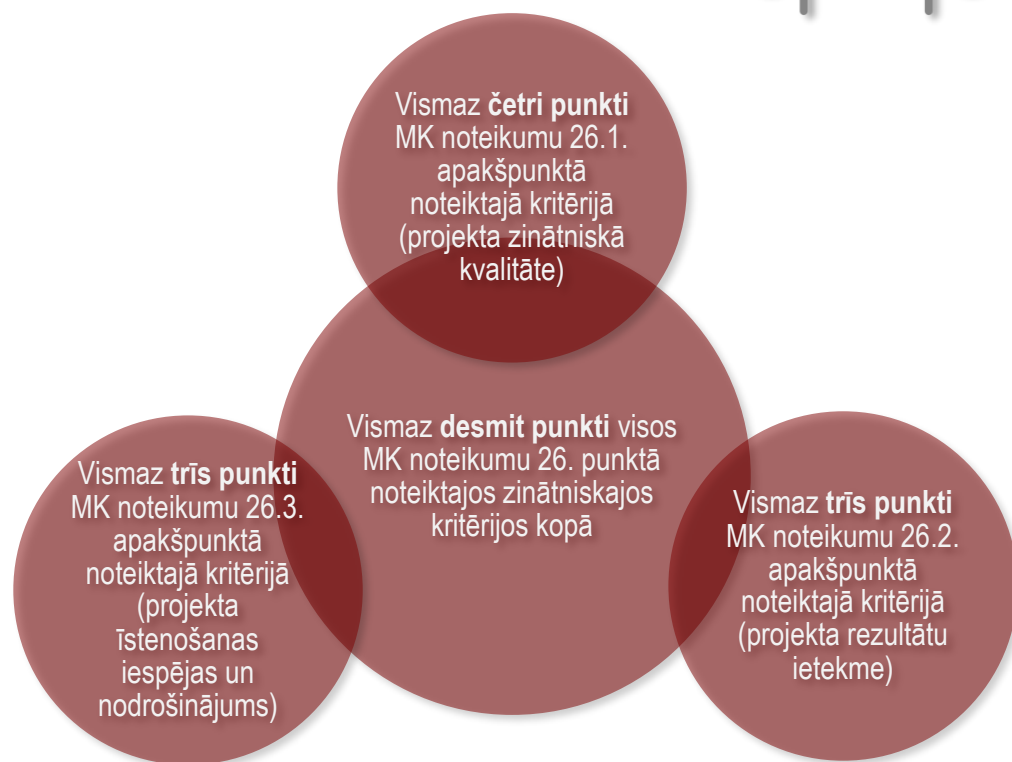 Vismaz četri punkti
MK noteikumu 26.1.
apakšpunktā
noteiktajā kritērijā
(projekta zinātniskā
kvalitāte)
Vismaz desmit punkti visos
MK noteikumu 26. punktā
noteiktajos zinātniskajos
kritērijos kopā
Vismaz trīs punkti
MK noteikumu 26.3.
apakšpunktā
noteiktajā kritērijā
(projekta
īstenošanas
iespējas un
nodrošinājums)
Vismaz trīs punkti
MK noteikumu 26.2.
apakšpunktā
noteiktajā kritērijā
(projekta rezultātu
ietekme)